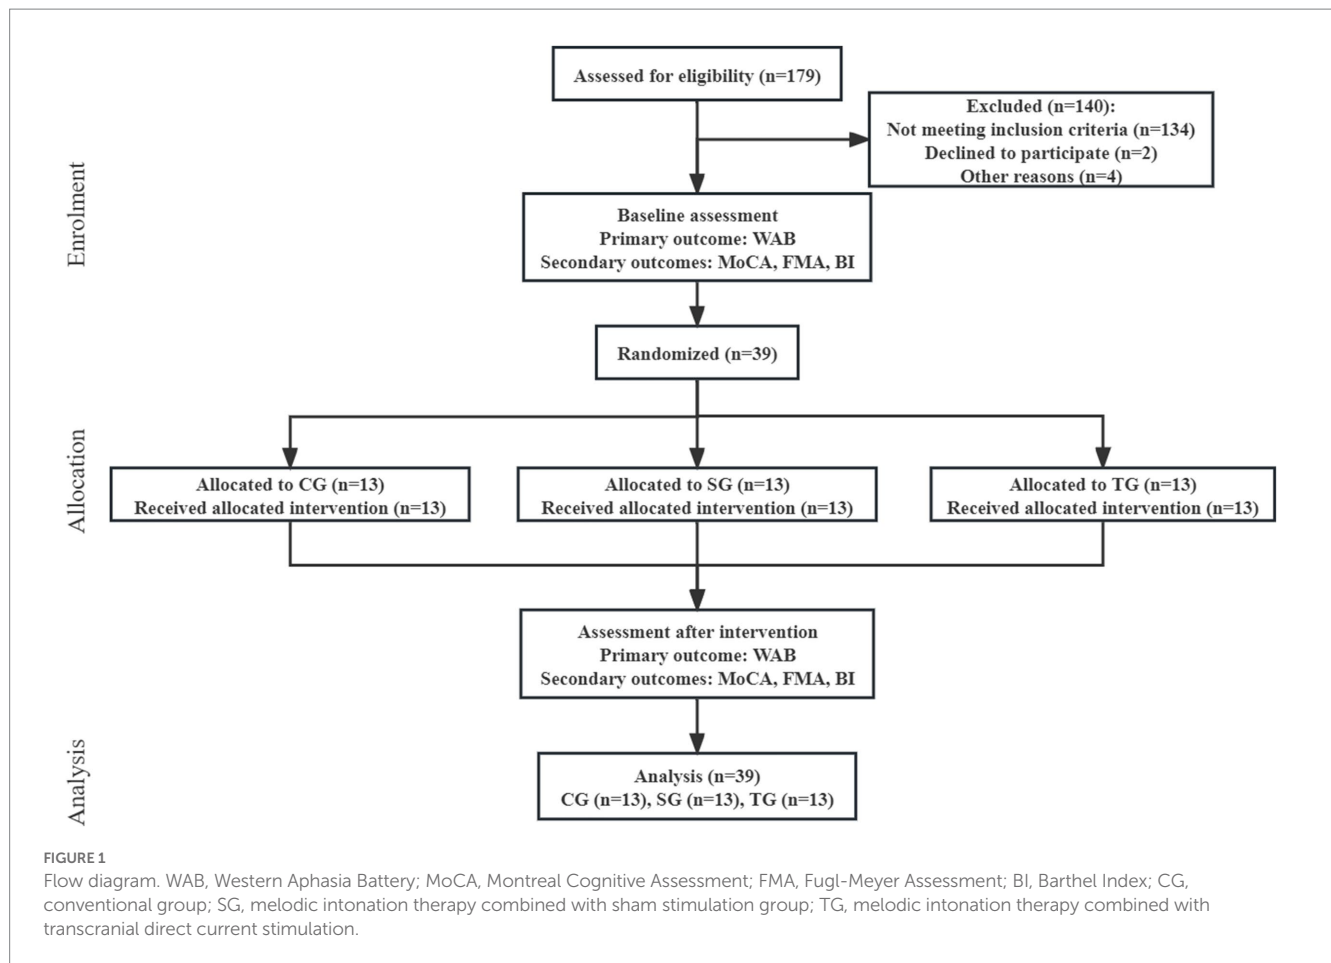 Assessed for eligibility (n=179)
Excluded (n=140):
Not meeting inclusion criteria (n=134)
Declined to participate (n=2)
Other reasons (n=4)
Enrolment
Baseline assessment
Primary outcome: WAB
Secondary outcomes: MoCA, FMA, BI
Randomized (n=39)
Allocation
Allocated to CG (n=13)
Received allocated intervention (n=13)
Allocated to SG (n=13)
Received allocated intervention (n=13)
Allocated to TG (n=13)
Received allocated intervention (n=13)
Assessment after intervention
Primary outcome: WAB
Secondary outcomes: MoCA, FMA, BI
Analysis
Analysis (n=39)
CG (n=13), SG (n=13), TG (n=13)
FIGURE 1
Flow diagram. WAB, Western Aphasia Battery; MoCA, Montreal Cognitive Assessment; FMA, Fugl-Meyer Assessment; BI, Barthel Index; CG,
conventional group; SG, melodic intonation therapy combined with sham stimulation group; TG, melodic intonation therapy combined with
transcranial direct current stimulation.